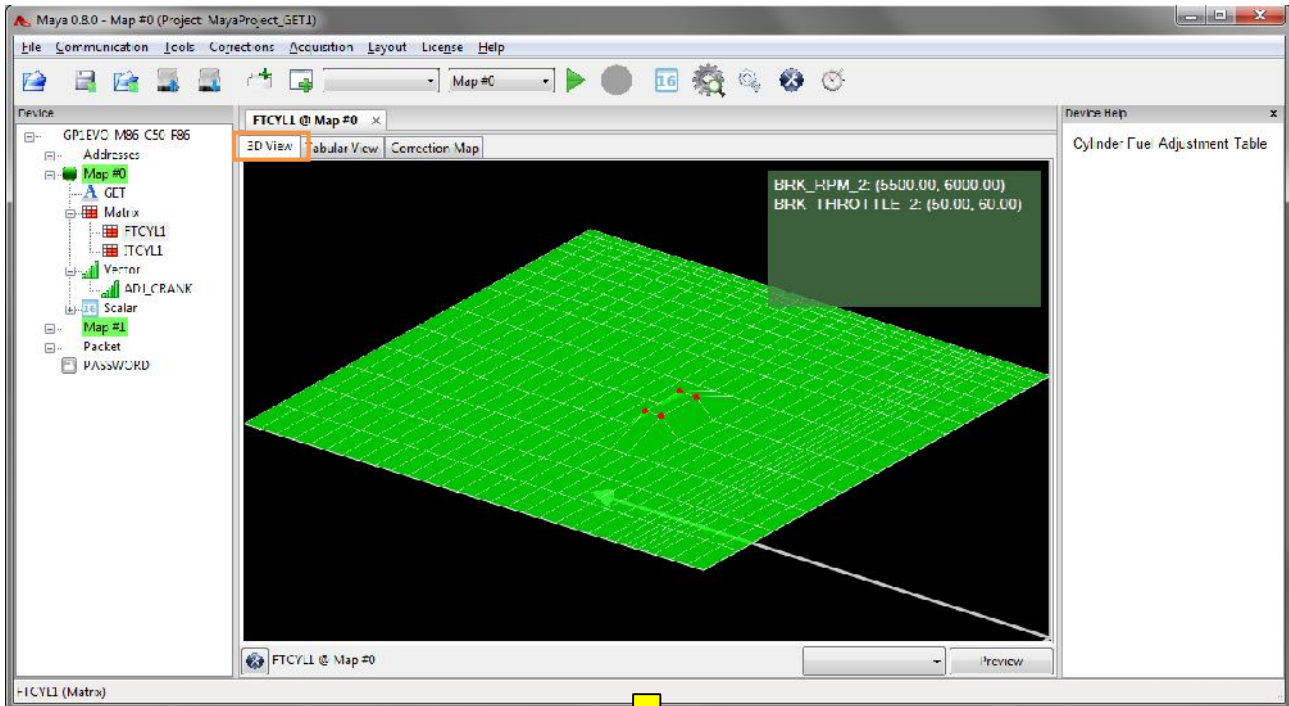 Maya 0.8.0 - Map #0 (Project: MayaProject_GET1)
File Communication Tools Corrections Acquisition Layout License Help
Map #0
16
Device
Device Help x
GP1EVO M86 C50 F86
Addresses
Map #0
GET
Matrix
FTCYL1
ITCYL1
Vector
ADJ_CRANK
16 Scalar
Map #1
Packet
PASSWORD
FTCYL1 @ Map #0 x
3D View Tabular View Correction Map
BRK_RPM_2: (5500.00, 6000.00)
BRK_THROTTLE_2: (50.00, 60.00)
Cylinder Fuel Adjustment Table
FTCYL1 @ Map #0
Preview
FTCYL1 (Matrix)